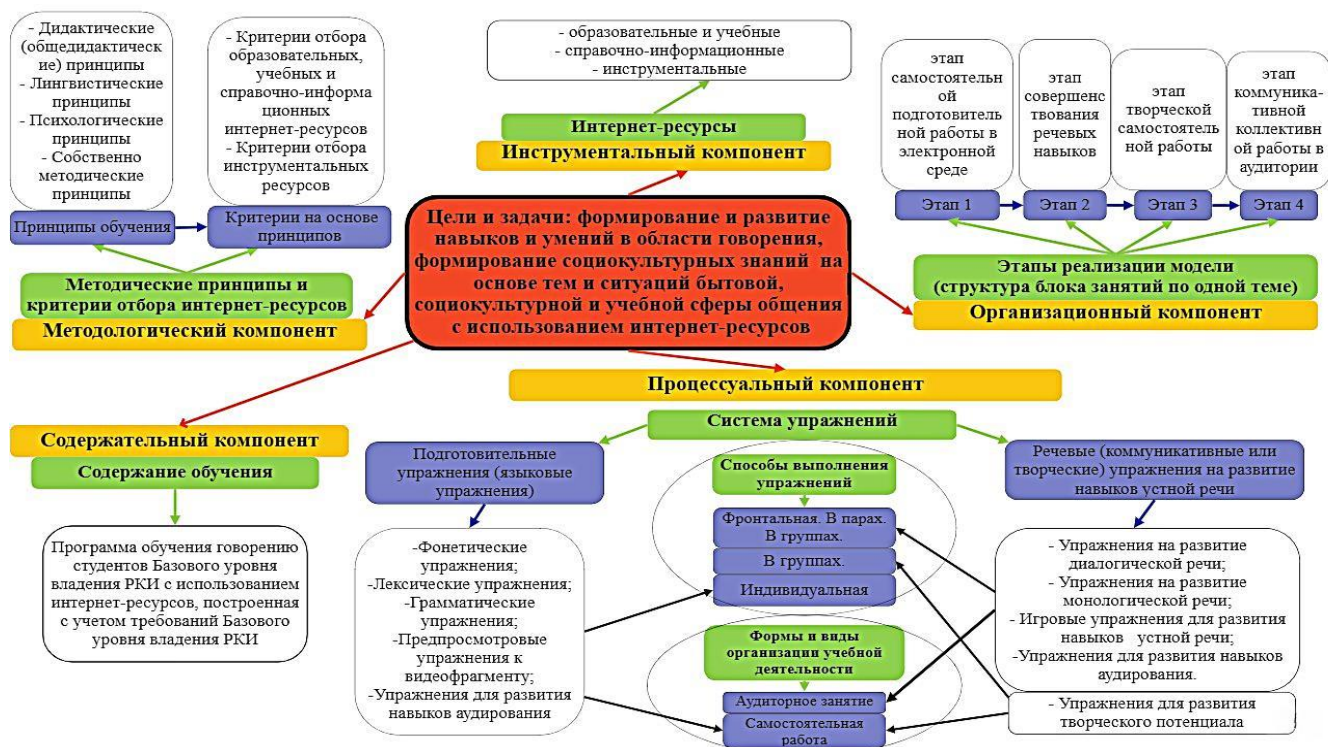 - Дидактические
(общедидактическ
ие) принципы
- Лингвистические
принципы
- Психологические
принципы
- Собственно
методические
принципы
- Критерии отбора
образовательных,
учебных и
справочно-информа
ционных
интернет-ресурсов
- Критерии отбора
инструментальных
ресурсов
Принципы обучения
Критерии на основе
принципов
Методические принципы и
критерии отбора интернет-ресурсов
Методологический компонент
- образовательные и учебные
- справочно-информационные
- инструментальные
Интернет-ресурсы
Инструментальный компонент
этап
самостоятельн
ой
подготовитель
ной работы в
электронной
среде
этап
совершенс
твования
речевых
навыков
этап
творческой
самостоятель
ной работы
этап
коммуника-
тивной
коллективн
ой работы в
аудитории
Этап 1
Этап 2
Этап 3
Этап 4
Этапы реализации модели
(структура блока занятий по одной теме)
Организационный компонент
Цели и задачи: формирование и развитие
навыков и умений в области говорения,
формирование социокультурных знаний на
основе тем и ситуаций бытовой,
социокультурной и учебной сферы общения
с использованием интернет-ресурсов
Содержательный компонент
Содержание обучения
Программа обучения говорению
студентов Базового уровня
владения РКИ с использованием
интернет-ресурсов, построенная
с учетом требований Базового
уровня владения РКИ
Процессуальный компонент
Система упражнений
Подготовительные
упражнения (языковые
упражнения)
-Фонетические
упражнения;
-Лексические упражнения;
-Грамматические
упражнения;
-Предпросмотровые
упражнения к
видеофрагменту;
-Упражнения для развития
навыков аудирования
Способы выполнения
упражнений
Фронтальная. В парах.
В группах.
В группах.
Индивидуальная
Формы и виды
организации учебной
деятельности
Аудиторное занятие
Самостоятельная
работа
Речевые (коммуникативные или
творческие) упражнения на развитие
навыков устной речи
- Упражнения на развитие
диалогической речи;
- Упражнения на развитие
монологической речи;
- Игровые упражнения для развития
навыков устной речи;
-Упражнения для развития навыков
аудирования.
- Упражнения для развития
творческого потенциала